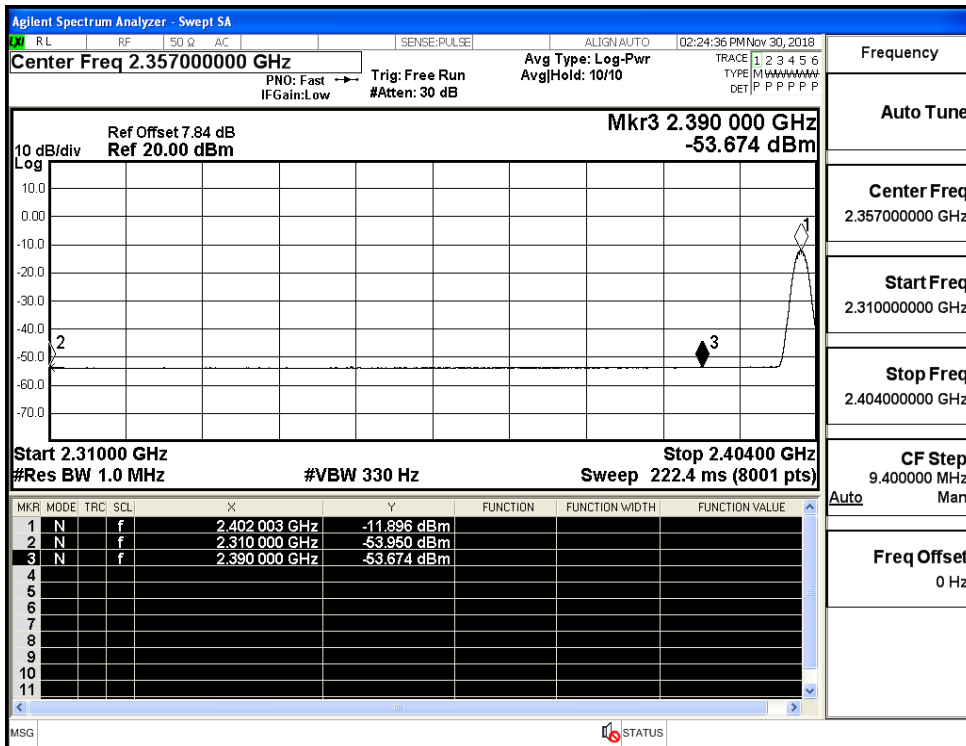 Agilent Spectrum Analyzer - Swept SA
LXI RL RF 50 Ω AC SENSE:PULSE ALIGN AUTO 02:24:36 PM Nov 30, 2018
Center Freq 2.357000000 GHz
PNO: Fast
IFGain:Low
Trig: Free Run
#Atten: 30 dB
Avg Type: Log-Pwr
Avg|Hold: 10/10
TRACE 1 2 3 4 5 6
TYPE M WWWWW
DET P P P P P P
Ref Offset 7.84 dB
10 dB/div Ref 20.00 dBm
Log
Mkr3 2.390 000 GHz
-53.674 dBm
10.0
0.00
-10.0
-20.0
-30.0
-40.0
-50.0
-60.0
-70.0
1
2
3
Start 2.31000 GHz Stop 2.40400 GHz
#Res BW 1.0 MHz #VBW 330 Hz Sweep 222.4 ms (8001 pts)
MKR MODE TRC SCL X Y FUNCTION FUNCTION WIDTH FUNCTION VALUE
1 N f 2.402 003 GHz -11.896 dBm
2 N f 2.310 000 GHz -53.950 dBm
3 N f 2.390 000 GHz -53.674 dBm
4
5
6
7
8
9
10
11
MSG STATUS
Frequency
Auto Tune
Center Freq
2.357000000 GHz
Start Freq
2.310000000 GHz
Stop Freq
2.404000000 GHz
CF Step
9.400000 MHz
Auto Man
Freq Offset
0 Hz